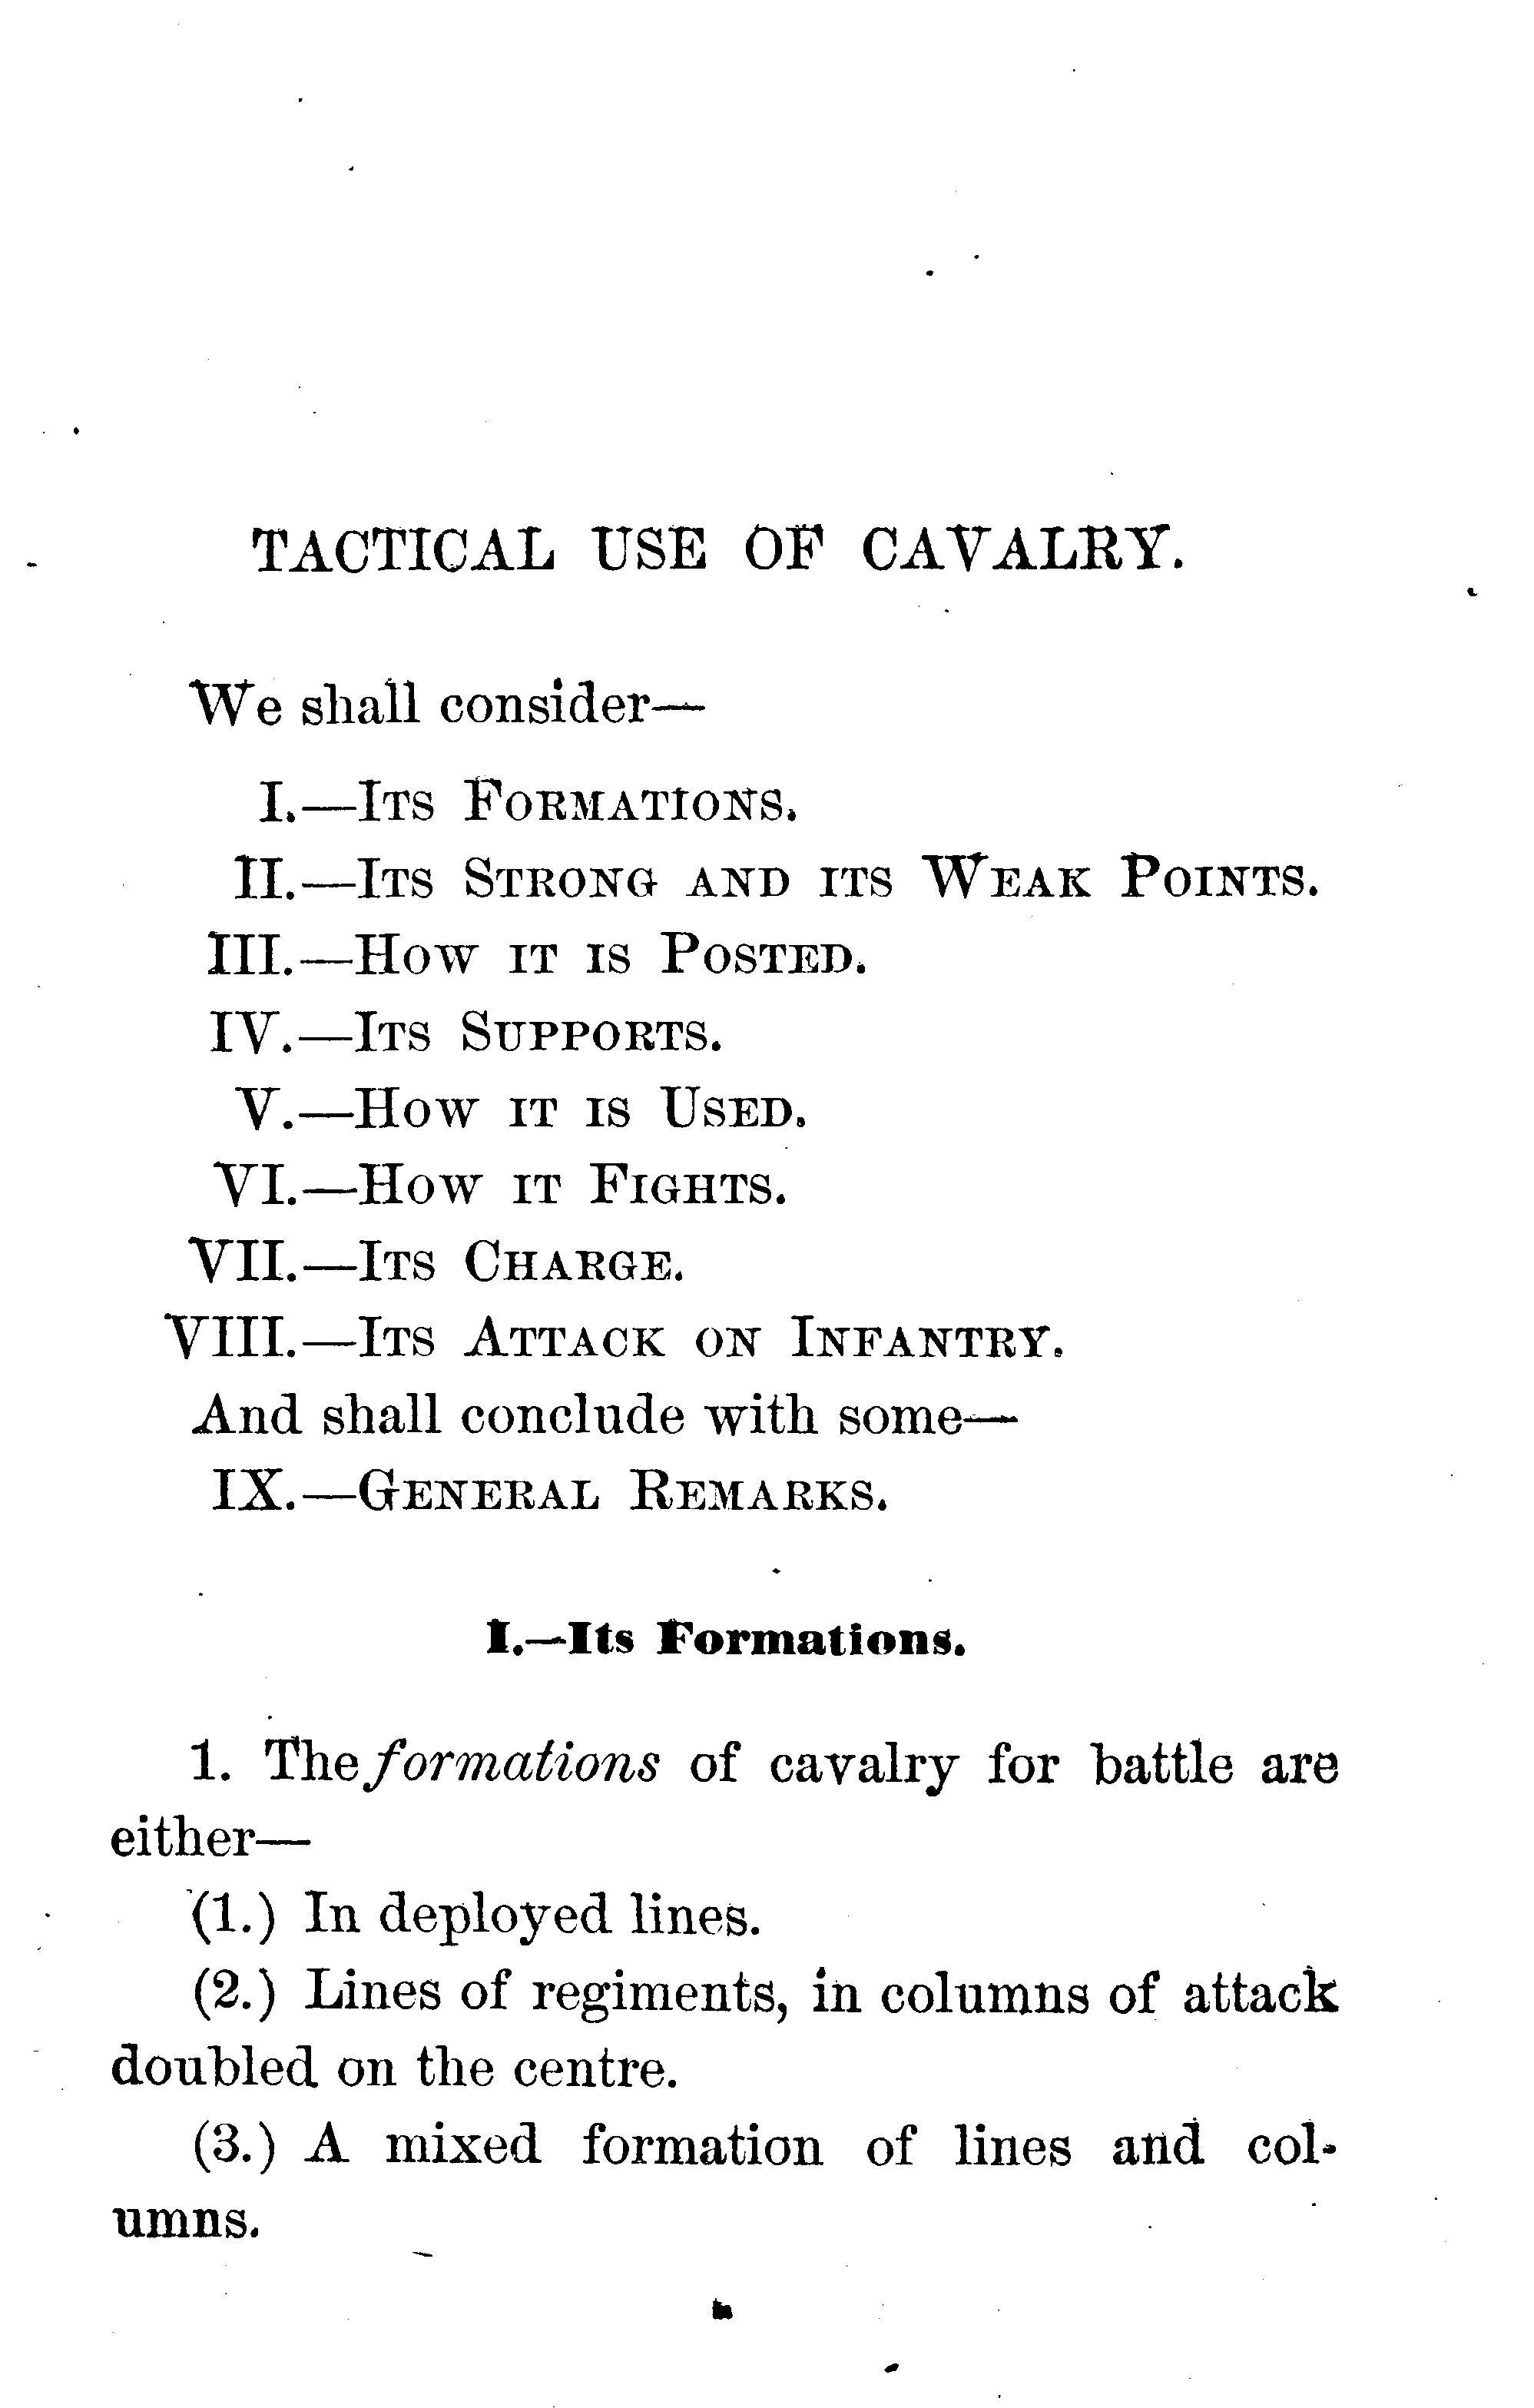 TACTICAL USE OF CAVALRY.
We shall consider—
I.—ITS FORMATIONS.
II.—ITS STRONG AND ITS WEAK POINTS.
III.—HOW IT IS POSTED.
IV.—ITS SUPPORTS.
V.—HOW IT IS USED.
VI.—HOW IT FIGHTS.
VII.—ITS CHARGE.
VIII.—ITS ATTACK ON INFANTRY.
And shall conclude with some—
IX.—GENERAL REMARKS.
I.—Its Formations.
1. The formations of cavalry for battle are
either—
(1.) In deployed lines.
(2.) Lines of regiments, in columns of attack
doubled on the centre.
(3.) A mixed formation of lines and col-
umns.